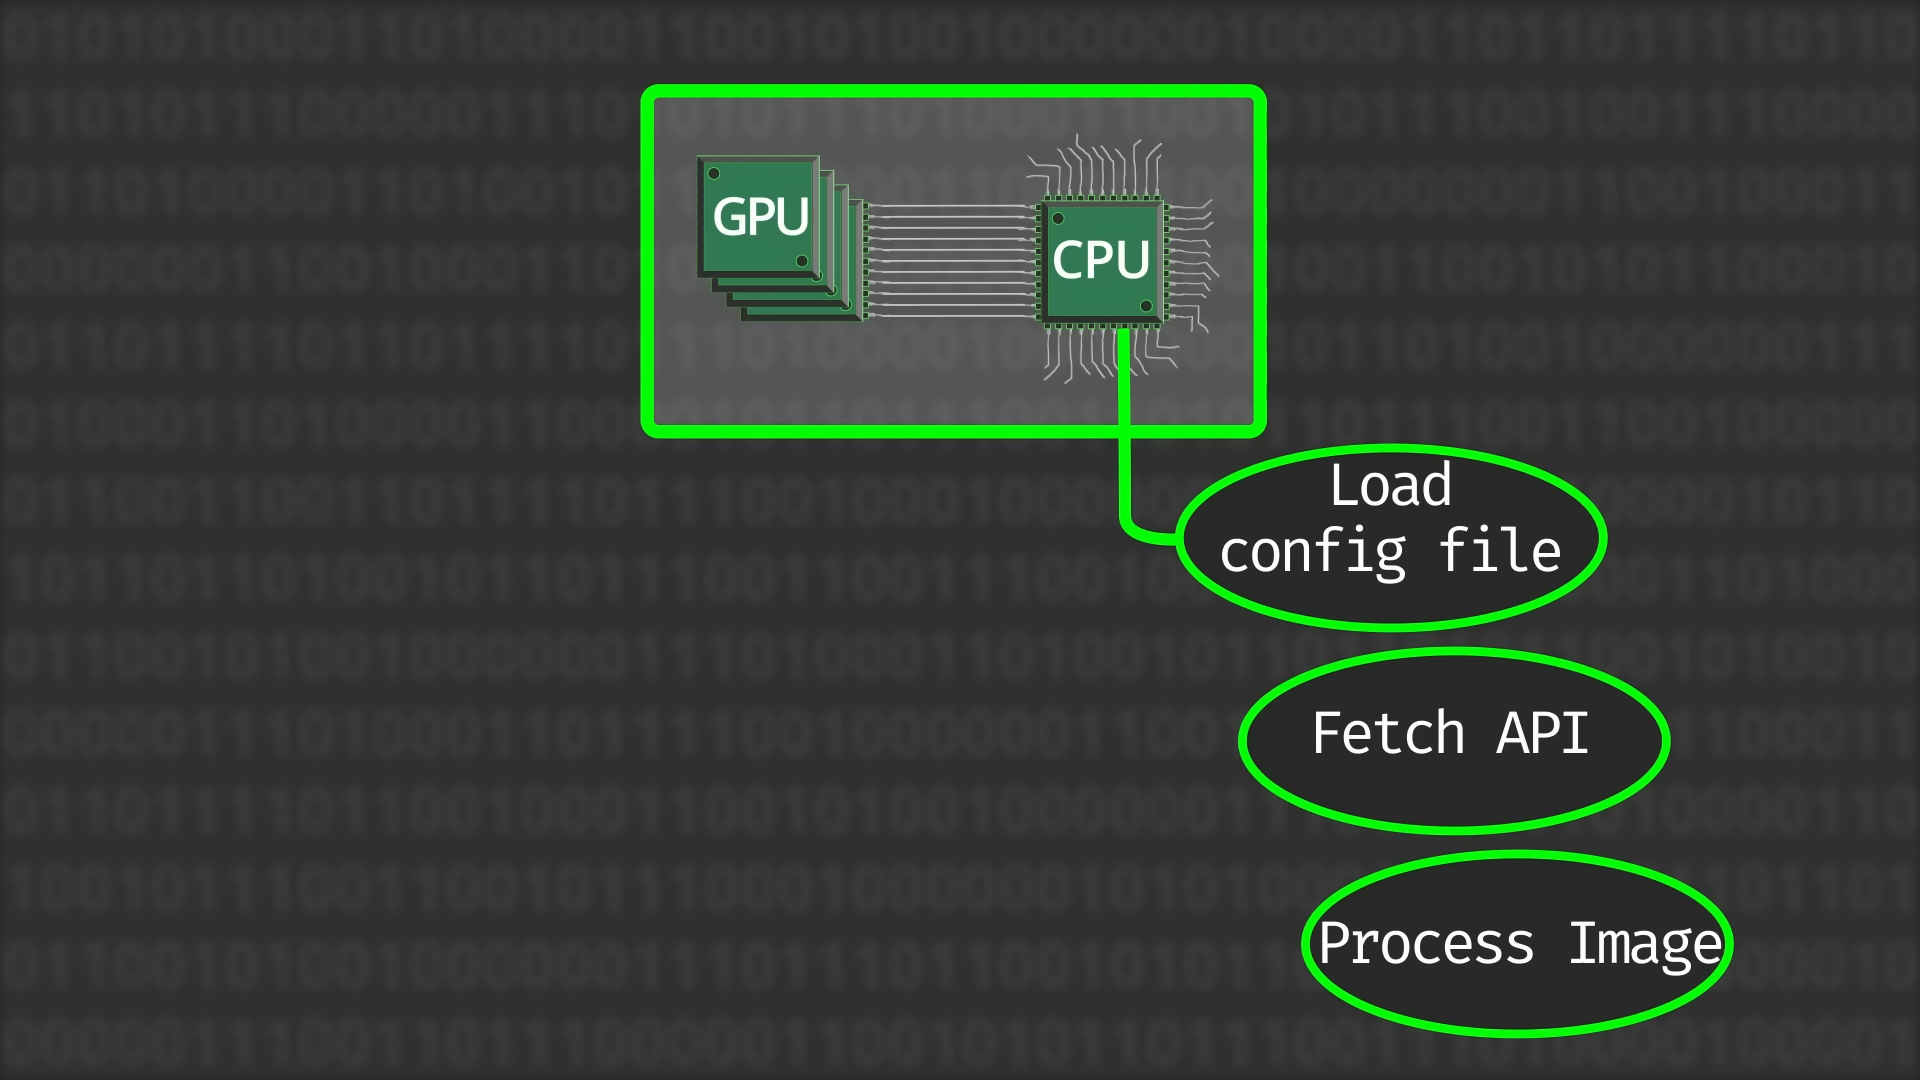 GPU
CPU
Load
config file
Fetch API
Process Image